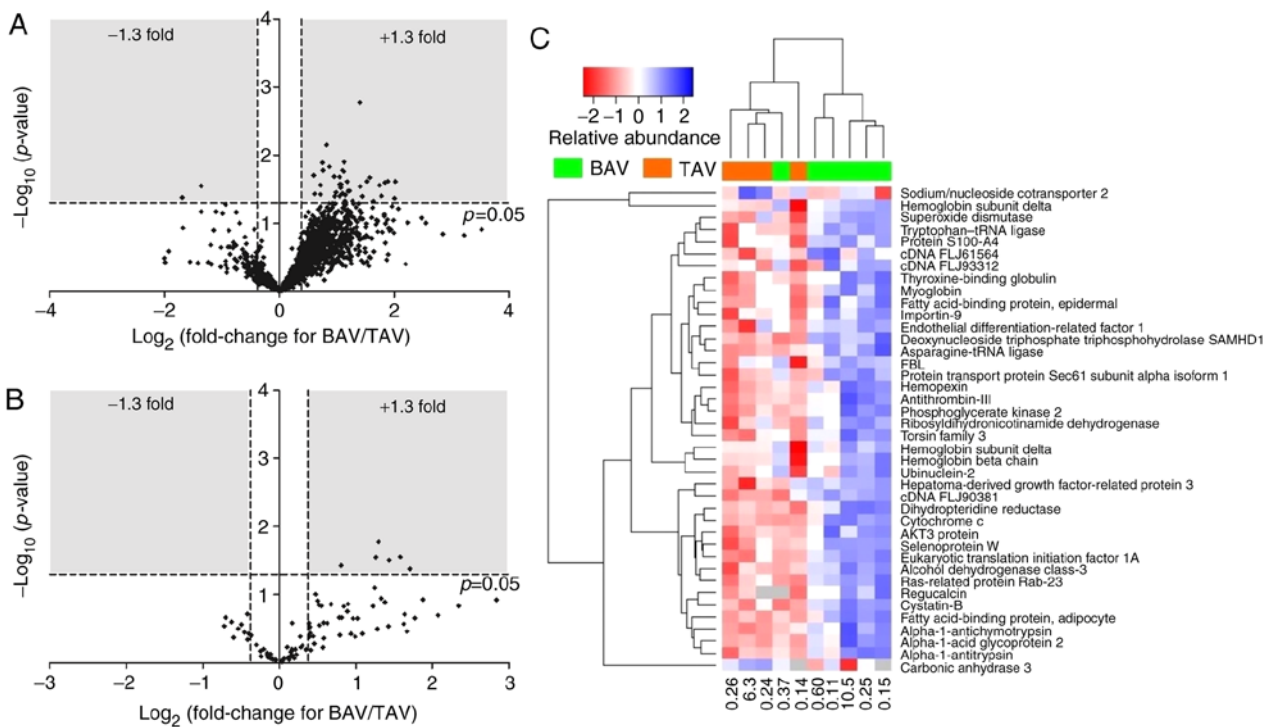 A
−1.3 fold
+1.3 fold
4
3
2
1
p=0.05
−Log10 (p-value)
−4
−2
0
2
4
Log2 (fold-change for BAV/TAV)
B
−1.3 fold
+1.3 fold
4
3
2
1
p=0.05
−Log10 (p-value)
−3
−2
−1
0
1
2
3
Log2 (fold-change for BAV/TAV)
C
−2 −1 0 1 2
Relative abundance
BAV TAV
Sodium/nucleoside cotransporter 2
Hemoglobin subunit delta
Superoxide dismutase
Tryptophan–tRNA ligase
Protein S100-A4
cDNA FLJ61564
cDNA FLJ93312
Thyroxine-binding globulin
Myoglobin
Fatty acid-binding protein, epidermal
Importin-9
Endothelial differentiation-related factor 1
Deoxynucleoside triphosphate triphosphohydrolase SAMHD1
Asparagine-tRNA ligase
FBL
Protein transport protein Sec61 subunit alpha isoform 1
Hemopexin
Antithrombin-III
Phosphoglycerate kinase 2
Ribosyldihydronicotinamide dehydrogenase
Torsin family 3
Hemoglobin subunit delta
Hemoglobin beta chain
Ubinuclein-2
Hepatoma-derived growth factor-related protein 3
cDNA FLJ90381
Dihydropteridine reductase
Cytochrome c
AKT3 protein
Selenoprotein W
Eukaryotic translation initiation factor 1A
Alcohol dehydrogenase class-3
Ras-related protein Rab-23
Regucalcin
Cystatin-B
Fatty acid-binding protein, adipocyte
Alpha-1-antichymotrypsin
Alpha-1-acid glycoprotein 2
Alpha-1-antitrypsin
Carbonic anhydrase 3
0.26
6.3
0.24
0.37
0.14
0.60
0.11
10.5
0.25
0.15